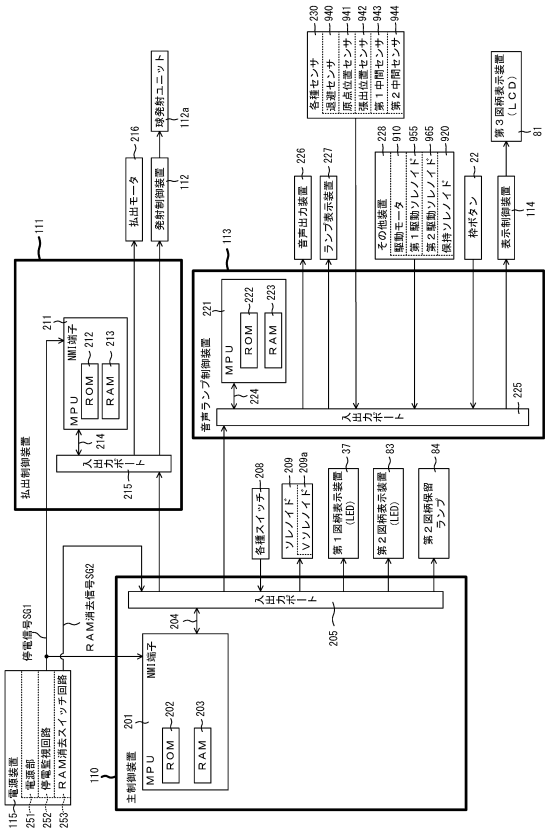 115
電源装置
251
電源部
252
停電監視回路
253
RAM消去スイッチ回路
停電信号SG1
RAM消去信号SG2
110
主制御装置
201
MPU
NMI端子
202
ROM
203
RAM
204
入出力ポート
205
各種スイッチ
208
ソレノイド
209
Vソレノイド
209a
第1図柄表示装置
(LED)
37
第2図柄表示装置
(LED)
83
第2図柄保留
ランプ
84
111
払出制御装置
211
MPU
NMI端子
ROM
212
RAM
213
214
入出力ポート
215
払出モータ
216
発射制御装置
112
球発射ユニット
112a
113
音声ランプ制御装置
221
MPU
ROM
222
RAM
223
224
入出力ポート
225
各種センサ
230
退避センサ
940
原点位置センサ
941
張出位置センサ
942
第1中間センサ
943
第2中間センサ
944
音声出力装置
226
ランプ表示装置
227
その他装置
228
駆動モータ
910
第1駆動ソレノイド
955
第2駆動ソレノイド
965
保持ソレノイド
920
枠ボタン
22
表示制御装置
114
第3図柄表示装置
(LCD)
81